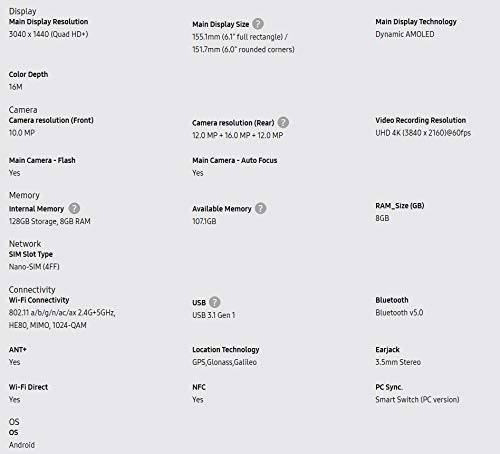 Display
Main Display Resolution
3040 x 1440 (Quad HD+)
Main Display Size ?
155.1mm (6.1" full rectangle) /
151.7mm (6.0" rounded corners)
Main Display Technology
Dynamic AMOLED
Color Depth
16M
Camera
Camera resolution (Front)
10.0 MP
Camera resolution (Rear) ?
12.0 MP + 16.0 MP + 12.0 MP
Video Recording Resolution
UHD 4K (3840 x 2160)@60fps
Main Camera - Flash
Yes
Main Camera - Auto Focus
Yes
Memory
Internal Memory ?
128GB Storage, 8GB RAM
Available Memory ?
107.1GB
RAM_Size (GB)
8GB
Network
SIM Slot Type
Nano-SIM (4FF)
Connectivity
Wi-Fi Connectivity
802.11 a/b/g/n/ac/ax 2.4G+5GHz,
HE80, MIMO, 1024-QAM
USB ?
USB 3.1 Gen 1
Bluetooth
Bluetooth v5.0
ANT+
Yes
Location Technology
GPS,Glonass,Galileo
Earjack
3.5mm Stereo
Wi-Fi Direct
Yes
NFC
Yes
PC Sync.
Smart Switch (PC version)
OS
OS
Android